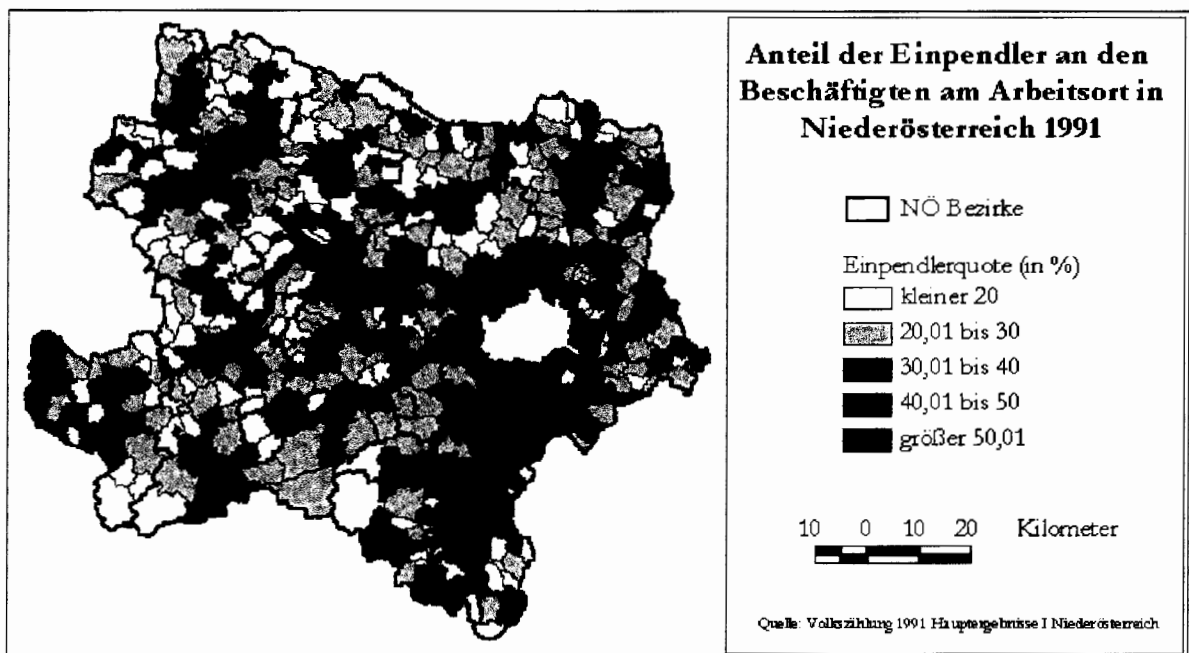 Anteil der Einpendler an den
Beschäftigten am Arbeitsort in
Niederösterreich 1991
NÖ Bezirke
Einpendlerquote (in %)
kleiner 20
20,01 bis 30
30,01 bis 40
40,01 bis 50
größer 50,01
10 0 10 20 Kilometer
Quelle: Volkszählung 1991 Hauptergebnisse I Niederösterreich